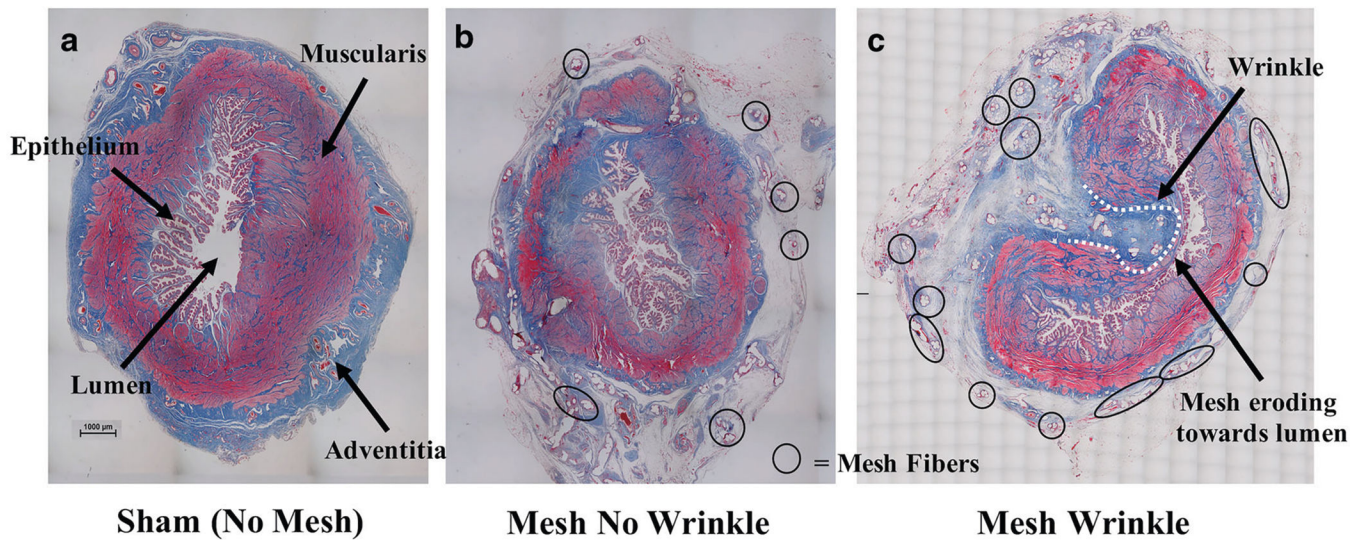 a
Muscularis
Epithelium
Lumen
1000 µm
Adventitia
Sham (No Mesh)
b
= Mesh Fibers
Mesh No Wrinkle
c
Wrinkle
Mesh eroding
towards lumen
Mesh Wrinkle